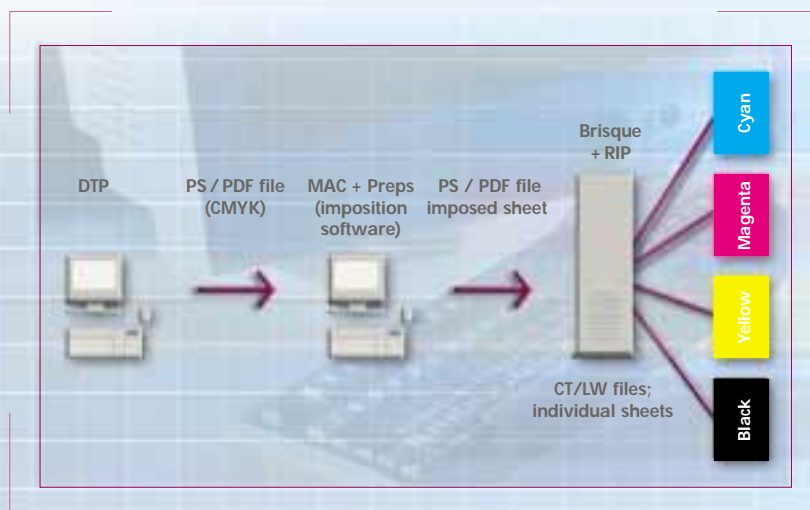 DTP
PS / PDF file
(CMYK)
MAC + Preps
(imposition
software)
PS / PDF file
imposed sheet
Brisque
+ RIP
CT/LW files;
individual sheets
Cyan
Magenta
Yellow
Black